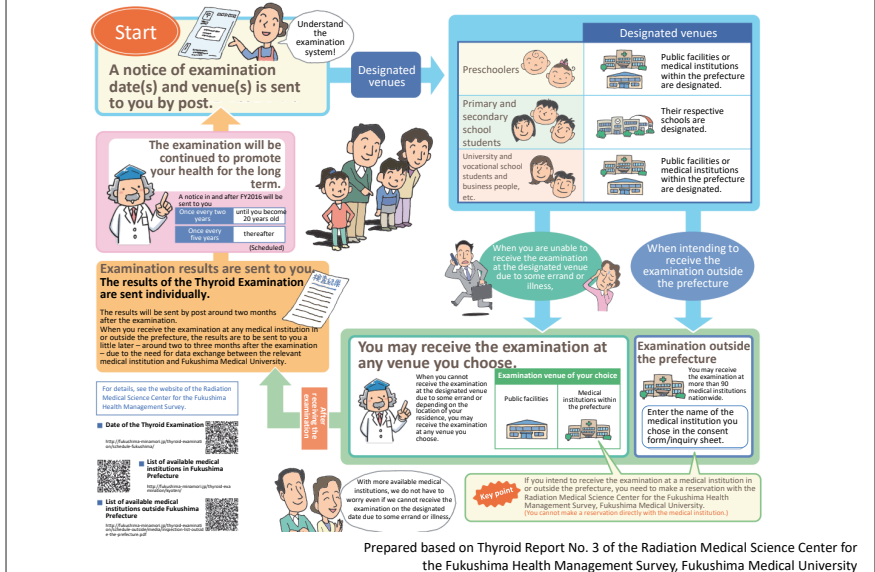 Start
Understand
the
examination
system!
A notice of examination
date(s) and venue(s) is sent
to you by post.
Designated
venues
Designated venues
Preschoolers
Public facilities or
medical institutions
within the prefecture
are designated.
Primary and
secondary
school
students
Their respective
schools are
designated.
University and
vocational school
students and
business people,
etc.
Public facilities or
medical institutions
within the prefecture
are designated.
The examination will be
continued to promote
your health for the long
term.
A notice in and after FY2016 will be
sent to you
Once every two
years
until you become
20 years old
Once every
five years
thereafter
(Scheduled)
When you are unable to
receive the examination
at the designated venue
due to some errand or
illness,
When intending to
receive the
examination outside
the prefecture
Examination results are sent to you.
The results of the Thyroid Examination
are sent individually.
The results will be sent by post around two months
after the examination.
When you receive the examination at any medical institution in
or outside the prefecture, the results are to be sent to you a
little later – around two to three months after the examination
– due to the need for data exchange between the relevant
medical institution and Fukushima Medical University.
You may receive the examination at
any venue you choose.
When you cannot
receive the examination
at the designated venue
due to some errand or
depending on the
location of your
residence, you may
receive the
examination at any
venue you choose.
Examination venue of your choice
Public facilities
Medical
institutions within
the prefecture
Examination outside
the prefecture
You may receive the
examination at
more than 90
medical institutions
nationwide.
Enter the name of the
medical institution you
chose in the consent
form/inquiry sheet.
After
receiving the
examination
For details, see the website of the Radiation
Medical Science Center for the Fukushima
Health Management Survey.
■ Date of the Thyroid Examination
■ List of available medical
institutions in Fukushima
Prefecture
■ List of available medical
institutions outside Fukushima
Prefecture
With more available medical
institutions, we do not have to
worry even if we cannot receive the
examination on the designated
date due to some errand or illness.
Key point
If you intend to receive the examination at a medical institution in
or outside the prefecture, you need to make a reservation with the
Radiation Medical Science Center for the Fukushima Health
Management Survey, Fukushima Medical University.
(You cannot make a reservation directly with the medical institution.)
Prepared based on Thyroid Report No. 3 of the Radiation Medical Science Center for
the Fukushima Health Management Survey, Fukushima Medical University